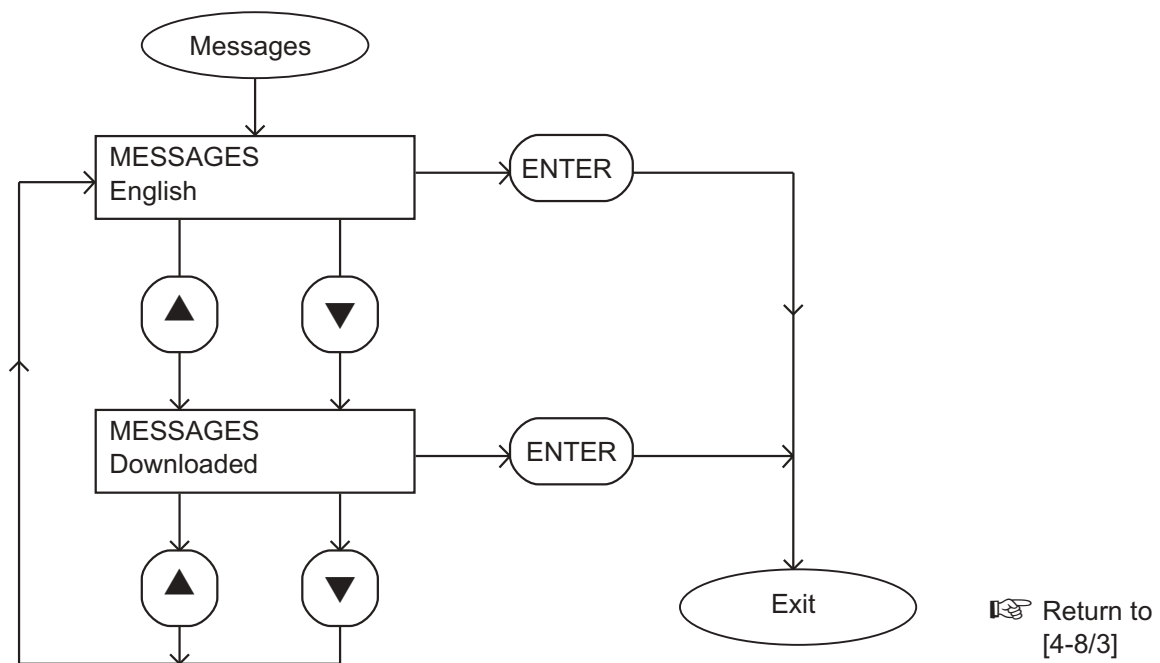 Messages
MESSAGES
English
ENTER
▲
▼
MESSAGES
Downloaded
ENTER
▲
▼
Exit
☞ Return to
[4-8/3]